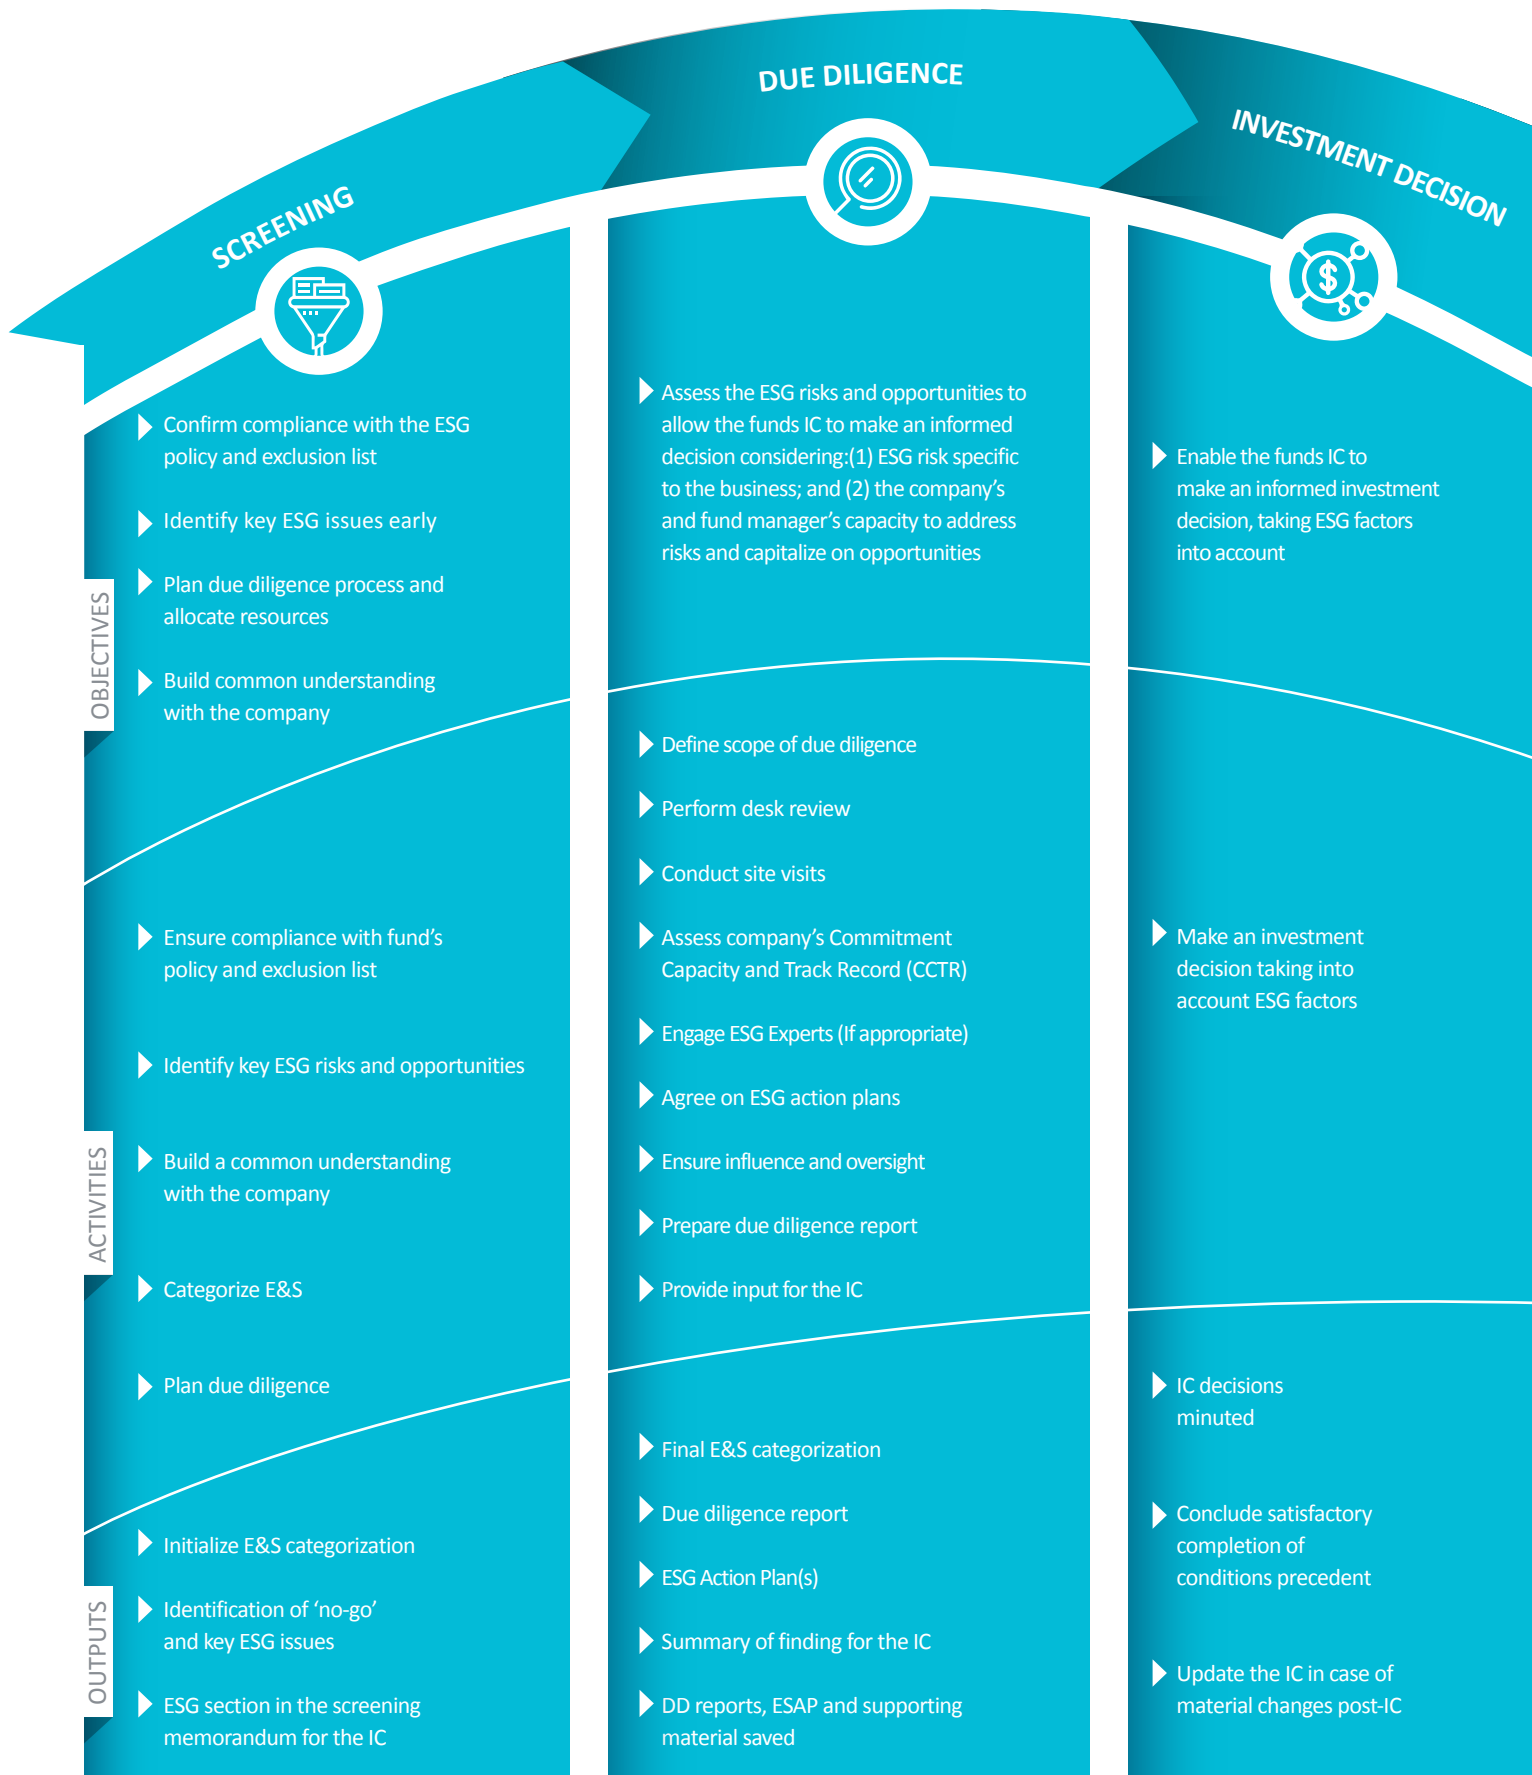 SCREENING
DUE DILIGENCE
INVESTMENT DECISION
OBJECTIVES
Confirm compliance with the ESG
policy and exclusion list
Identify key ESG issues early
Plan due diligence process and
allocate resources
Build common understanding
with the company
Assess the ESG risks and opportunities to
allow the funds IC to make an informed
decision considering:(1) ESG risk specific
to the business; and (2) the company’s
and fund manager’s capacity to address
risks and capitalize on opportunities
Enable the funds IC to
make an informed investment
decision, taking ESG factors
into account
ACTIVITIES
Ensure compliance with fund’s
policy and exclusion list
Identify key ESG risks and opportunities
Build a common understanding
with the company
Categorize E&S
Plan due diligence
Define scope of due diligence
Perform desk review
Conduct site visits
Assess company’s Commitment
Capacity and Track Record (CCTR)
Engage ESG Experts (If appropriate)
Agree on ESG action plans
Ensure influence and oversight
Prepare due diligence report
Provide input for the IC
Make an investment
decision taking into
account ESG factors
OUTPUTS
Initialize E&S categorization
Identification of ‘no-go’
and key ESG issues
ESG section in the screening
memorandum for the IC
Final E&S categorization
Due diligence report
ESG Action Plan(s)
Summary of finding for the IC
DD reports, ESAP and supporting
material saved
IC decisions
minuted
Conclude satisfactory
completion of
conditions precedent
Update the IC in case of
material changes post-IC
$